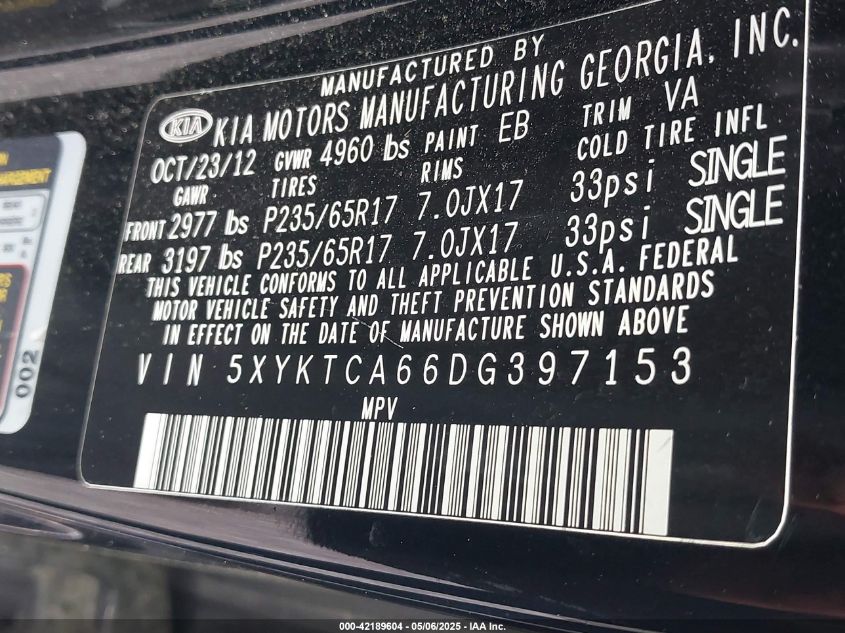 MANUFACTURED BY
KIA KIA MOTORS MANUFACTURING GEORGIA, INC.
OCT/23/12 GVWR 4960 lbs PAINT EB TRIM VA
GAWR TIRES RIMS COLD TIRE INFL
FRONT 2977 lbs P235/65R17 7.0JX17 33psi SINGLE
REAR 3197 lbs P235/65R17 7.0JX17 33psi SINGLE
THIS VEHICLE CONFORMS TO ALL APPLICABLE U.S.A. FEDERAL
MOTOR VEHICLE SAFETY AND THEFT PREVENTION STANDARDS
IN EFFECT ON THE DATE OF MANUFACTURE SHOWN ABOVE
VIN 5XYKTCA66DG397153
MPV
002
000-42189604 - 05/06/2025 - IAA Inc.